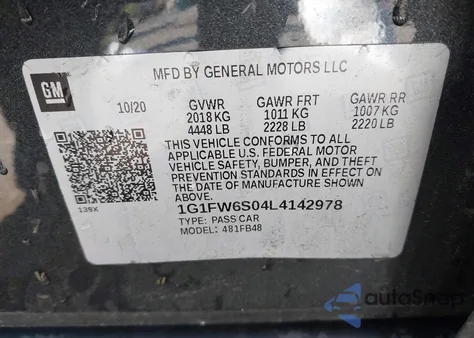 GM
MFD BY GENERAL MOTORS LLC
10/20 GVWR GAWR FRT GAWR RR
2018 KG 1011 KG 1007 KG
4448 LB 2228 LB 2220 LB
THIS VEHICLE CONFORMS TO ALL
APPLICABLE U.S. FEDERAL MOTOR
VEHICLE SAFETY, BUMPER, AND THEFT
PREVENTION STANDARDS IN EFFECT ON
THE DATE OF MANUFACTURE SHOWN
ABOVE.
139X
1G1FW6S04L4142978
TYPE: PASS CAR
MODEL: 481FB48
autoSnap